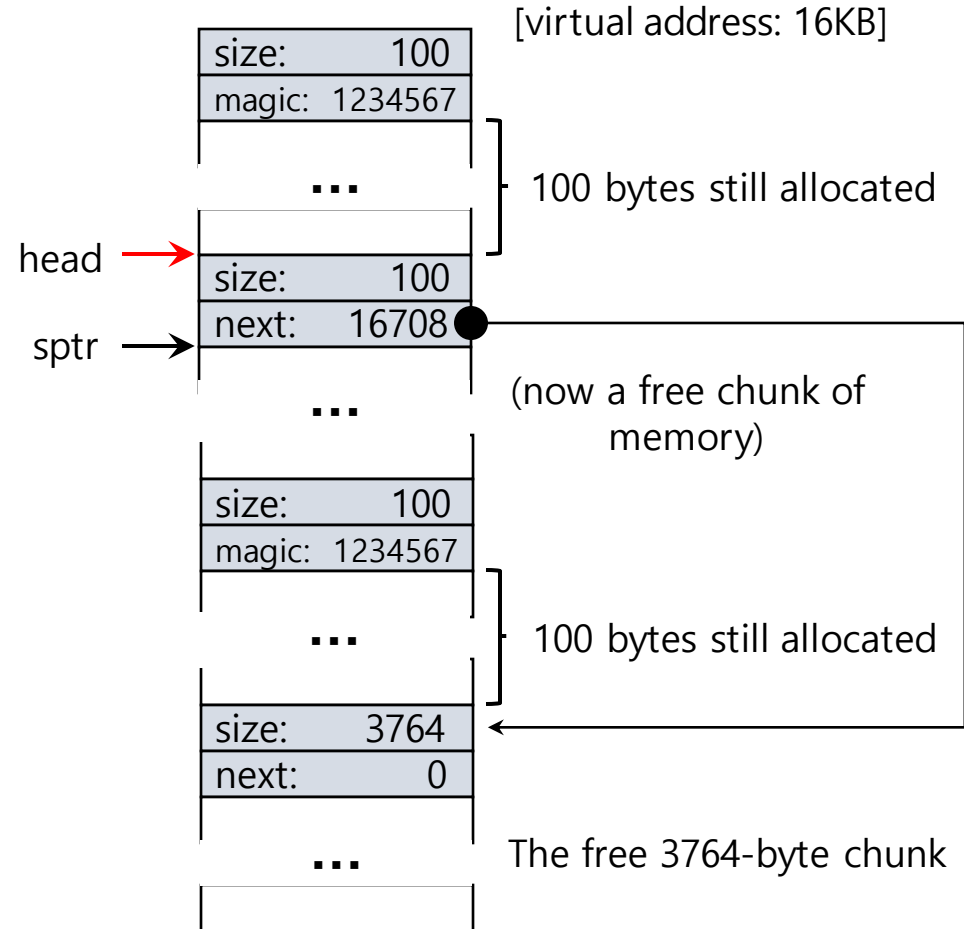 [virtual address: 16KB]
size: 100
magic: 1234567
...
100 bytes still allocated
head
size: 100
next: 16708
sptr
...
(now a free chunk of
memory)
size: 100
magic: 1234567
...
100 bytes still allocated
size: 3764
next: 0
...
The free 3764-byte chunk